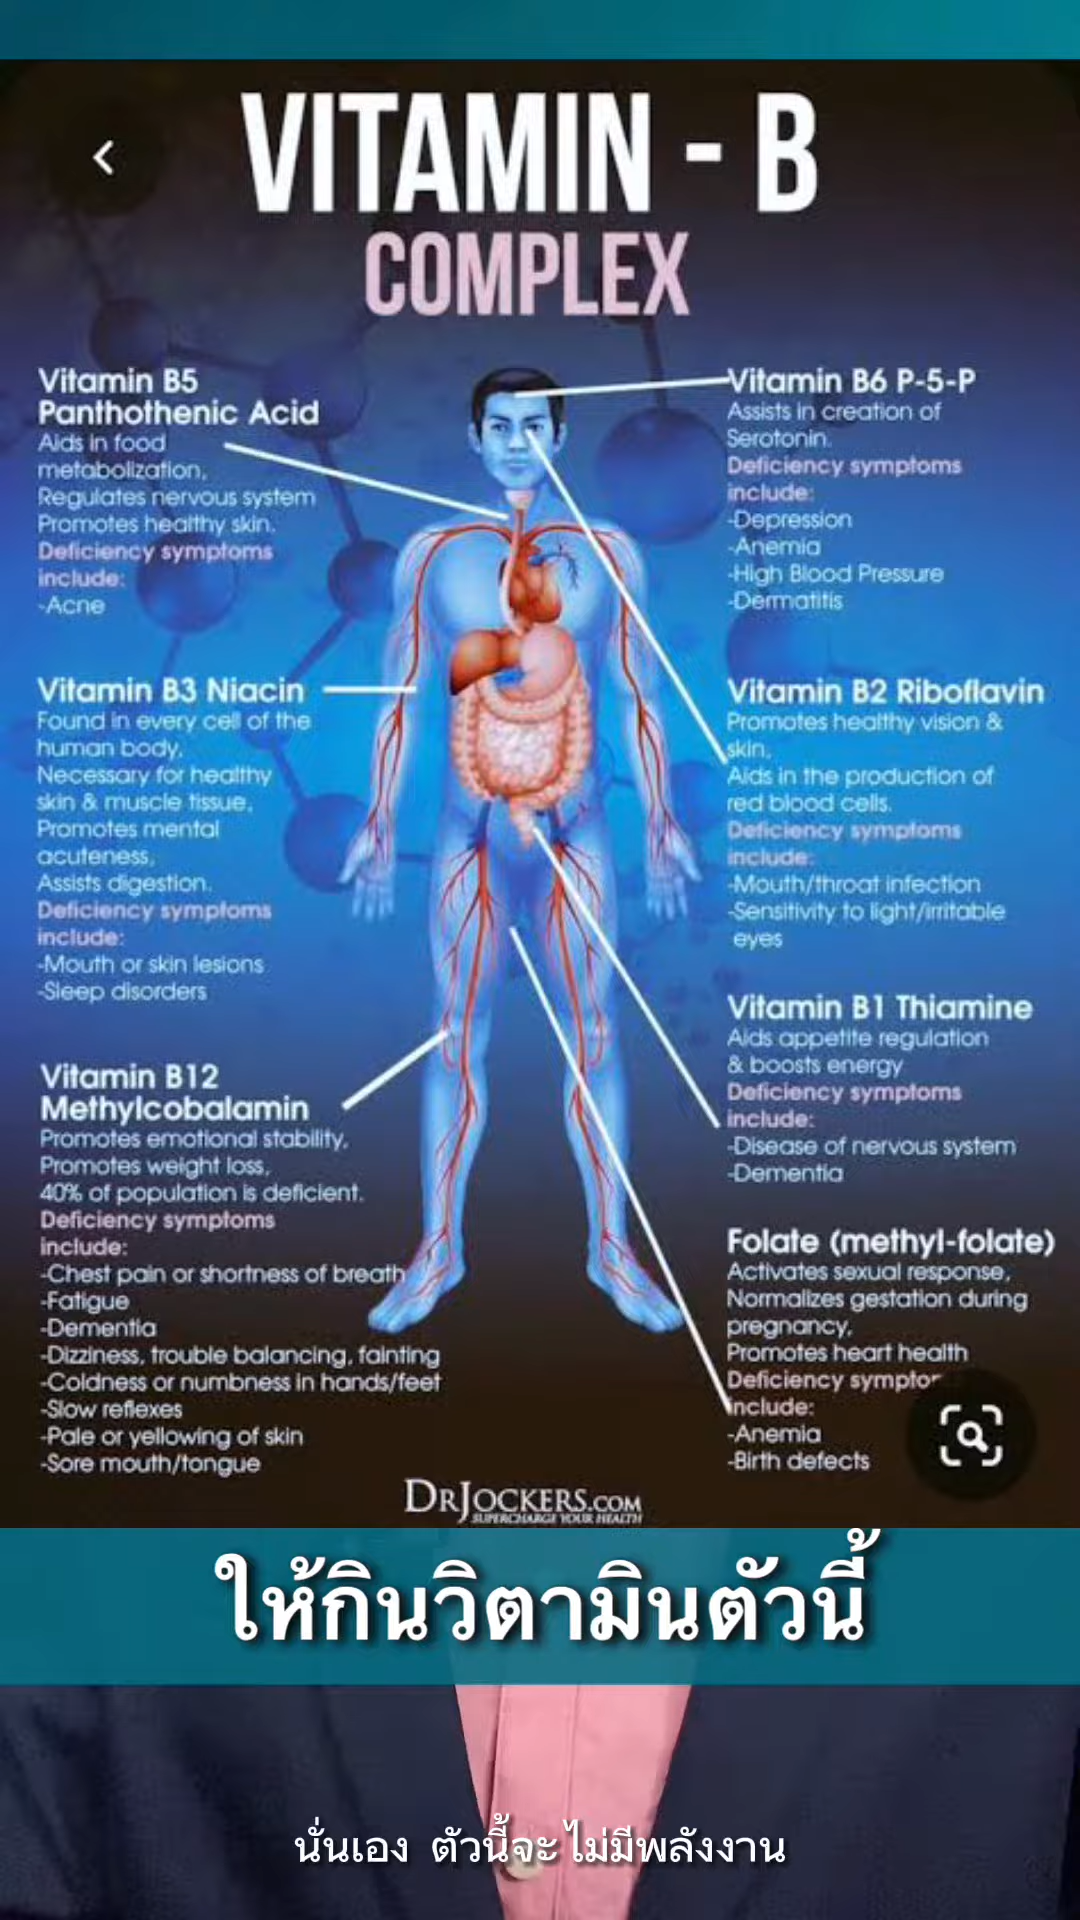 VITAMIN - B
COMPLEX
Vitamin B5
Panthothenic Acid
Aids in food
metabolization,
Regulates nervous system
Promotes healthy skin.
Deficiency symptoms
include:
-Acne
Vitamin B3 Niacin
Found in every cell of the
human body,
Necessary for healthy
skin & muscle tissue,
Promotes mental
acuteness,
Assists digestion.
Deficiency symptoms
include:
-Mouth or skin lesions
-Sleep disorders
Vitamin B12
Methylcobalamin
Promotes emotional stability,
Promotes weight loss,
40% of population is deficient.
Deficiency symptoms
include:
-Chest pain or shortness of breath
-Fatigue
-Dementia
-Dizziness, trouble balancing, fainting
-Coldness or numbness in hands/feet
-Slow reflexes
-Pale or yellowing of skin
-Sore mouth/tongue
Vitamin B6 P-5-P
Assists in creation of
Serotonin.
Deficiency symptoms
include:
-Depression
-Anemia
-High Blood Pressure
-Dermatitis
Vitamin B2 Riboflavin
Promotes healthy vision &
skin,
Aids in the production of
red blood cells.
Deficiency symptoms
include:
-Mouth/throat infection
-Sensitivity to light/irritable
eyes
Vitamin B1 Thiamine
Aids appetite regulation
& boosts energy
Deficiency symptoms
include:
-Disease of nervous system
-Dementia
Folate (methyl-folate)
Activates sexual response,
Normalizes gestation during
pregnancy,
Promotes heart health
Deficiency symptor
include:
-Anemia
-Birth defects
DRJOCKERS.COM
SUPERCHARGE YOUR HEALTH
ให้กินวิตามินตัวนี้
นั่นเอง ตัวนี้จะ ไม่มีพลังงาน